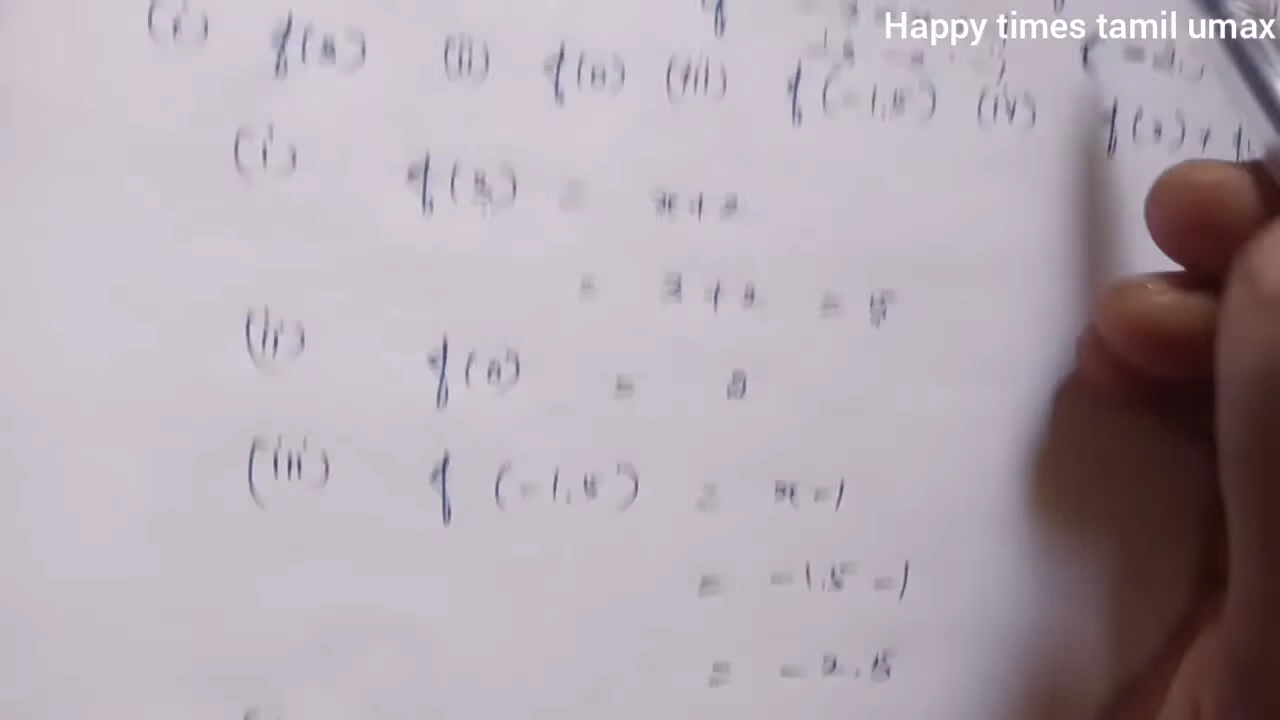 Happy times tamil umax
(i) f(3) (ii) f(0) (iii) f(-1.5) (iv) f(2) +
(i) f(3) = x+2
= 3+2 = 5
(ii) f(0) = 2
(iii) f(-1.5) = x-1
= -1.5-1
= -2.5